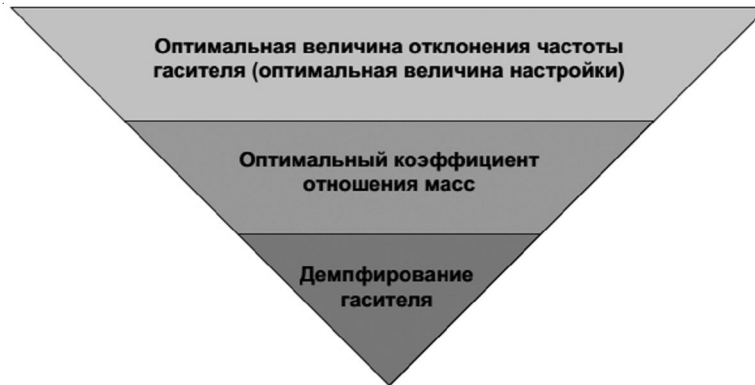 Оптимальная величина отклонения частоты
гасителя (оптимальная величина настройки)
Оптимальный коэффициент
отношения масс
Демпфирование
гасителя